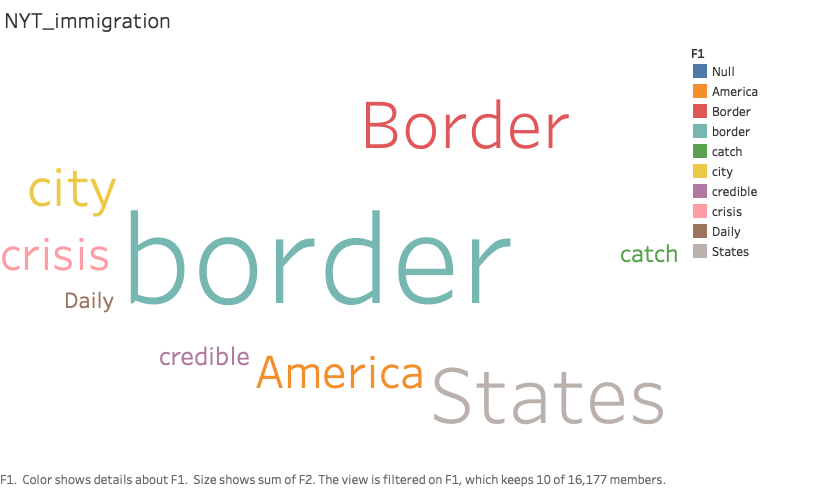 NYT_immigration
Border
city
border
crisis
catch
Daily
credible
America
States
F1
Null
America
Border
border
catch
city
credible
crisis
Daily
States
F1.  Color shows details about F1.  Size shows sum of F2. The view is filtered on F1, which keeps 10 of 16,177 members.